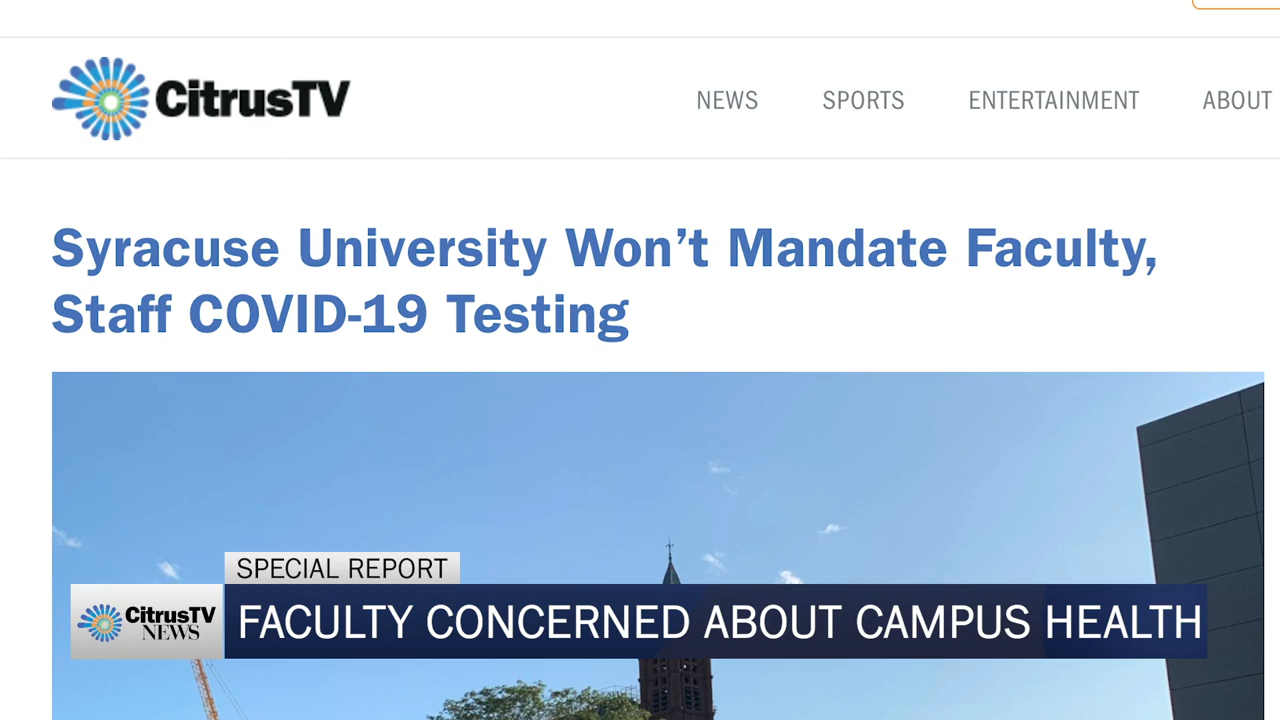 CitrusTV
NEWS
SPORTS
ENTERTAINMENT
ABOUT
Syracuse University Won’t Mandate Faculty,
Staff COVID-19 Testing
SPECIAL REPORT
CitrusTV
NEWS
FACULTY CONCERNED ABOUT CAMPUS HEALTH